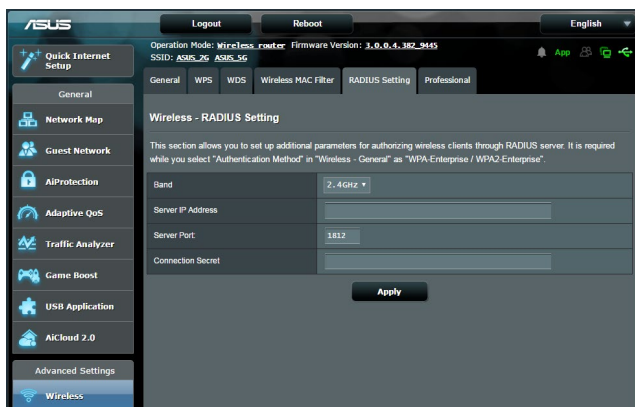 ASUS
Logout
Reboot
English
Quick Internet
Setup
Operation Mode: Wireless router Firmware Version: 3.0.0.4.382_9445
SSID: ASUS_2G ASUS_5G
App
General WPS WDS Wireless MAC Filter RADIUS Setting Professional
General
Network Map
Guest Network
AiProtection
Adaptive QoS
Traffic Analyzer
Game Boost
USB Application
AiCloud 2.0
Advanced Settings
Wireless
Wireless - RADIUS Setting
This section allows you to set up additional parameters for authorizing wireless clients through RADIUS server. It is required
while you select "Authentication Method" in "Wireless - General" as "WPA-Enterprise / WPA2-Enterprise".
Band 2.4GHz
Server IP Address
Server Port: 1812
Connection Secret
Apply